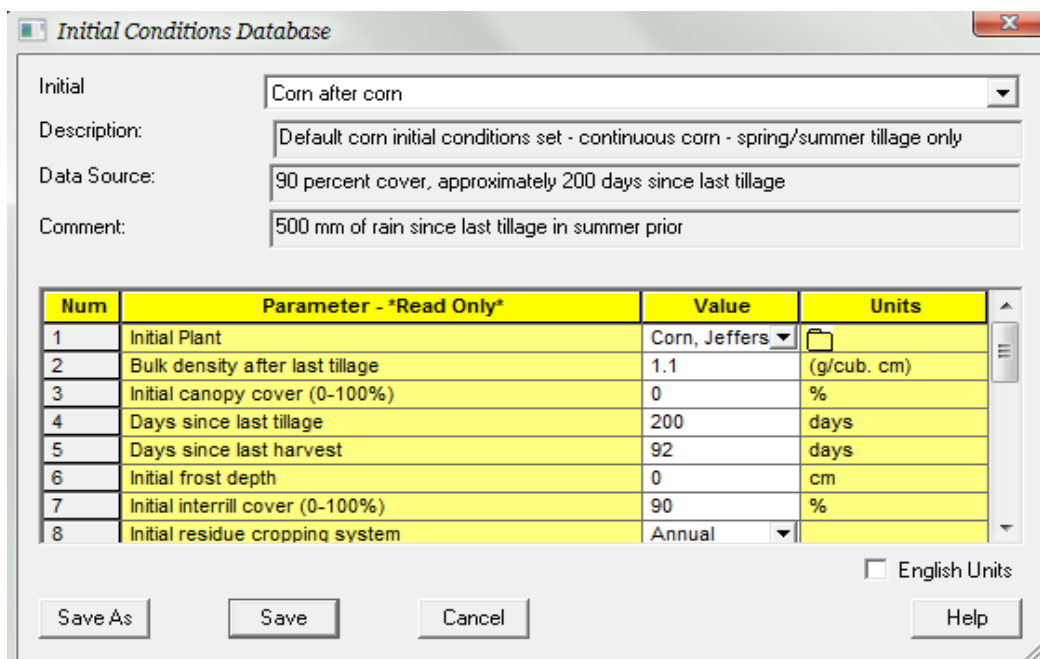 Initial Conditions Database
Initial Corn after corn
Description: Default corn initial conditions set - continuous corn - spring/summer tillage only
Data Source: 90 percent cover, approximately 200 days since last tillage
Comment: 500 mm of rain since last tillage in summer prior
Num Parameter - *Read Only* Value Units
1 Initial Plant Corn, Jeffers
2 Bulk density after last tillage 1.1 (g/cub. cm)
3 Initial canopy cover (0-100%) 0 %
4 Days since last tillage 200 days
5 Days since last harvest 92 days
6 Initial frost depth 0 cm
7 Initial interrill cover (0-100%) 90 %
8 Initial residue cropping system Annual
English Units
Save As Save Cancel Help